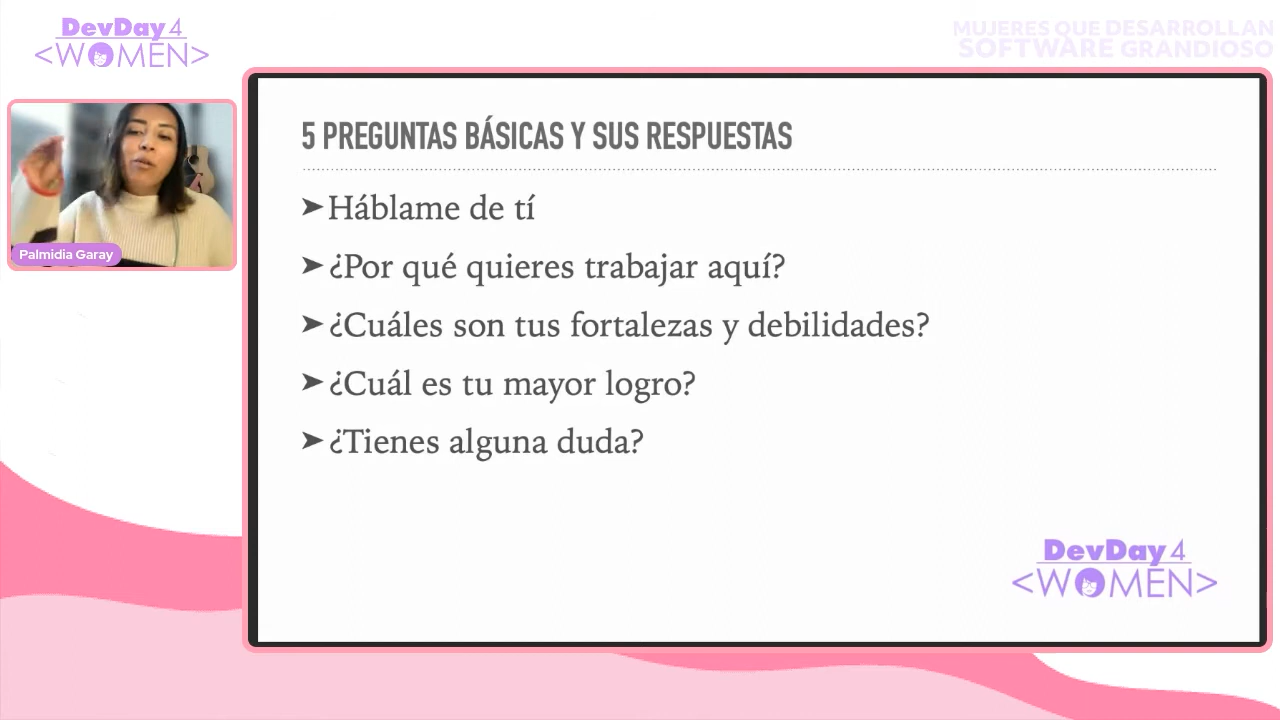 DevDay 4
<WOMEN>
MUJERES QUE DESARROLLAN
SOFTWARE GRANDIOSO
Palmidia Garay
5 PREGUNTAS BÁSICAS Y SUS RESPUESTAS
➤ Háblame de tí
➤ ¿Por qué quieres trabajar aquí?
➤ ¿Cuáles son tus fortalezas y debilidades?
➤ ¿Cuál es tu mayor logro?
➤ ¿Tienes alguna duda?
DevDay 4
<WOMEN>